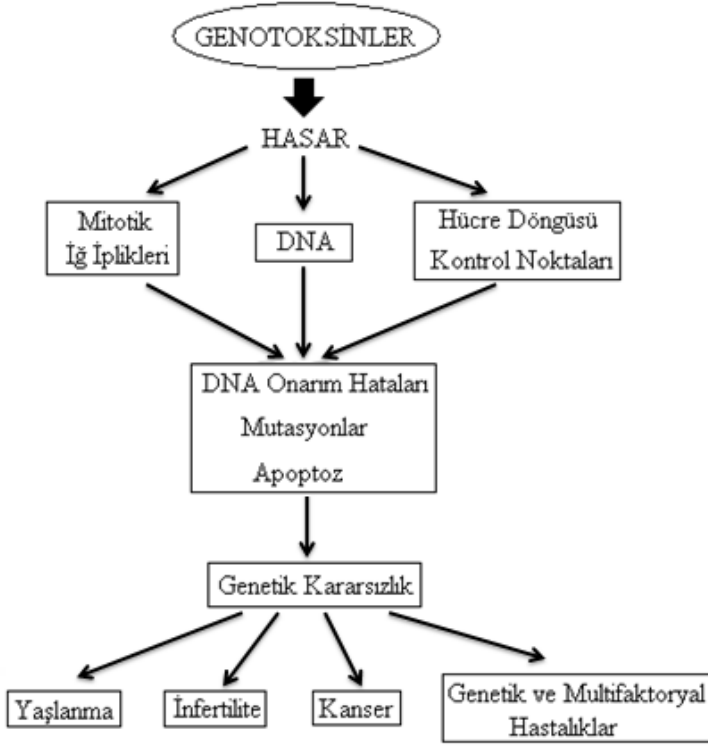 GENOTOKSİNLER
HASAR
Mitotik
İğ İplikleri
DNA
Hücre Döngüsü
Kontrol Noktaları
DNA Onarım Hataları
Mutasyonlar
Apoptoz
Genetik Kararsızlık
Yaşlanma
İnfertilite
Kanser
Genetik ve Multifaktoryal
Hastalıklar